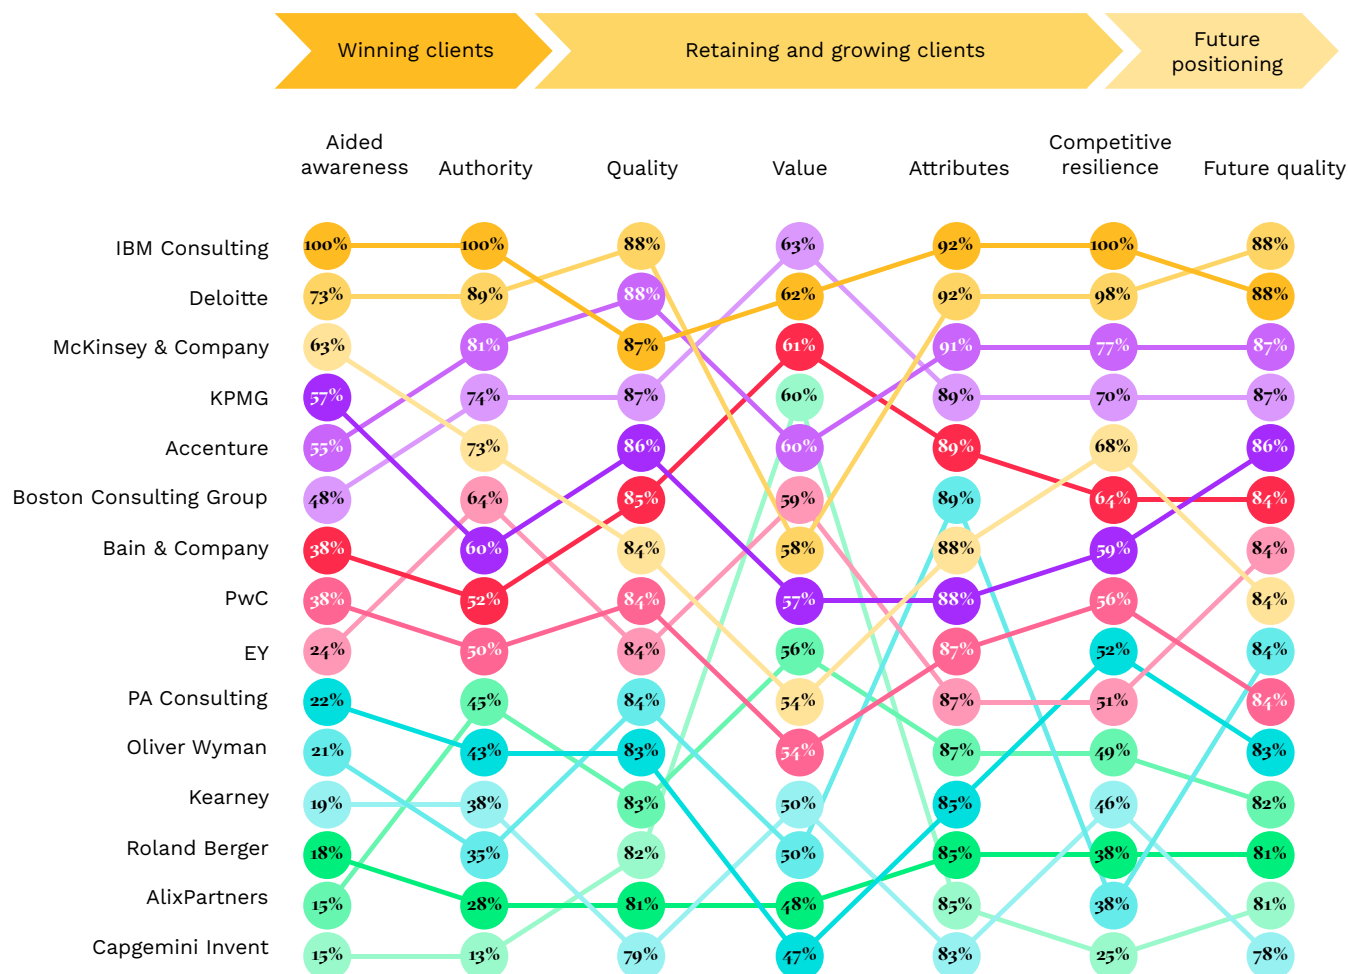 Winning clients
Retaining and growing clients
Future
positioning
Aided
awareness
Authority
Quality
Value
Attributes
Competitive
resilience
Future quality
IBM Consulting 100% 100% 88% 63% 92% 100% 88%
Deloitte 73% 89% 88% 62% 92% 98% 88%
McKinsey & Company 63% 81% 87% 61% 91% 77% 87%
KPMG 57% 74% 87% 60% 89% 70% 87%
Accenture 55% 73% 86% 60% 89% 68% 86%
Boston Consulting Group 48% 64% 85% 59% 89% 64% 84%
Bain & Company 38% 60% 84% 58% 88% 59% 84%
PwC 38% 52% 84% 57% 88% 56% 84%
EY 24% 50% 84% 56% 87% 52% 84%
PA Consulting 22% 45% 84% 54% 87% 51% 84%
Oliver Wyman 21% 43% 83% 54% 87% 49% 83%
Kearney 19% 38% 83% 50% 85% 46% 82%
Roland Berger 18% 35% 82% 50% 85% 38% 81%
AlixPartners 15% 28% 81% 48% 85% 38% 81%
Capgemini Invent 15% 13% 79% 47% 83% 25% 78%